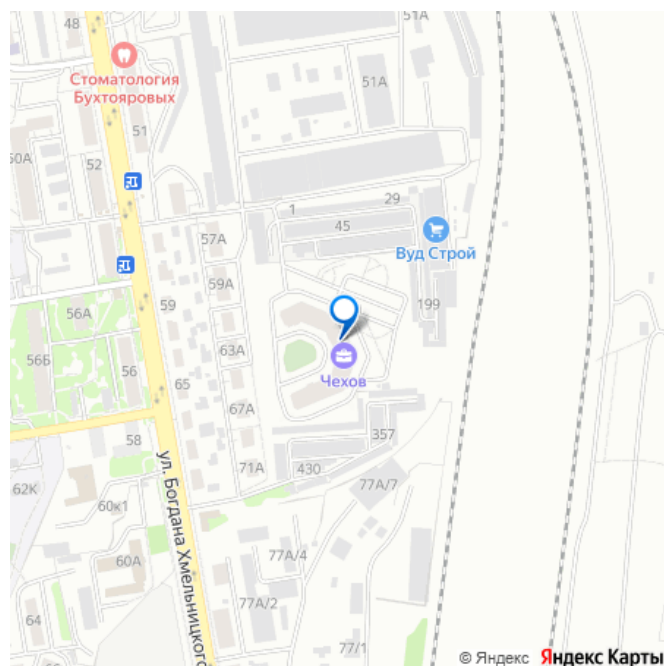 48
51А
Стоматология
Бухтояровых
51А
51
60А
52
29
1
45
57А
Вуд Строй
59А
59
199
56А
63А
56Б
56
65
Чехов
67А
58
357
71А
430
62К
77А/7
60к1
ул. Богдана Хмельницкого
60А
77А/4
64
77А/2
77/1
© Яндекс Яндекс Карты